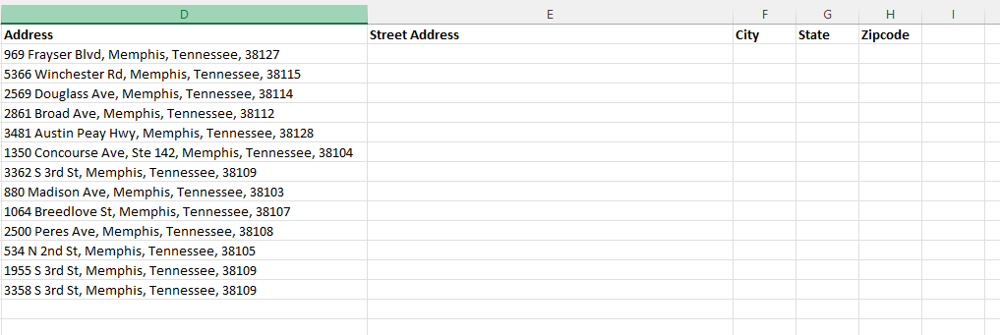 D E F G H I
Address Street Address City State Zipcode
969 Frayser Blvd, Memphis, Tennessee, 38127
5366 Winchester Rd, Memphis, Tennessee, 38115
2569 Douglass Ave, Memphis, Tennessee, 38114
2861 Broad Ave, Memphis, Tennessee, 38112
3481 Austin Peay Hwy, Memphis, Tennessee, 38128
1350 Concourse Ave, Ste 142, Memphis, Tennessee, 38104
3362 S 3rd St, Memphis, Tennessee, 38109
880 Madison Ave, Memphis, Tennessee, 38103
1064 Breedlove St, Memphis, Tennessee, 38107
2500 Peres Ave, Memphis, Tennessee, 38108
534 N 2nd St, Memphis, Tennessee, 38105
1955 S 3rd St, Memphis, Tennessee, 38109
3358 S 3rd St, Memphis, Tennessee, 38109